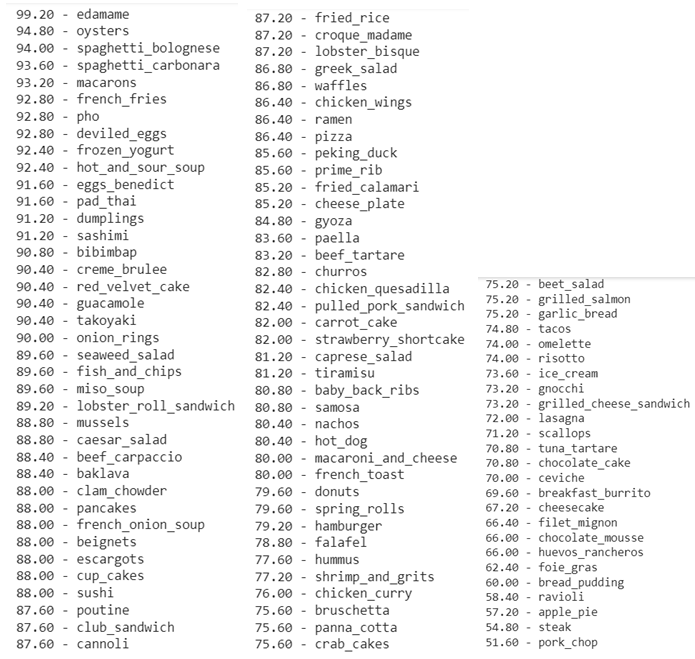 99.20 - edamame
94.80 - oysters
94.00 - spaghetti_bolognese
93.60 - spaghetti_carbonara
93.20 - macarons
92.80 - french_fries
92.80 - pho
92.80 - deviled_eggs
92.40 - frozen_yogurt
92.40 - hot_and_sour_soup
91.60 - eggs_benedict
91.60 - pad_thai
91.20 - dumplings
91.20 - sashimi
90.80 - bibimbap
90.40 - creme_brulee
90.40 - red_velvet_cake
90.40 - guacamole
90.40 - takoyaki
90.00 - onion_rings
89.60 - seaweed_salad
89.60 - fish_and_chips
89.60 - miso_soup
89.20 - lobster_roll_sandwich
88.80 - mussels
88.80 - caesar_salad
88.40 - beef_carpaccio
88.40 - baklava
88.00 - clam_chowder
88.00 - pancakes
88.00 - french_onion_soup
88.00 - beignets
88.00 - escargots
88.00 - cup_cakes
88.00 - sushi
87.60 - poutine
87.60 - club_sandwich
87.60 - cannoli
87.20 - fried_rice
87.20 - croque_madame
87.20 - lobster_bisque
86.80 - greek_salad
86.80 - waffles
86.40 - chicken_wings
86.40 - ramen
86.40 - pizza
85.60 - peking_duck
85.60 - prime_rib
85.20 - fried_calamari
85.20 - cheese_plate
84.80 - gyoza
83.60 - paella
83.20 - beef_tartare
82.80 - churros
82.40 - chicken_quesadilla
82.40 - pulled_pork_sandwich
82.00 - carrot_cake
82.00 - strawberry_shortcake
81.20 - caprese_salad
81.20 - tiramisu
80.80 - baby_back_ribs
80.80 - samosa
80.40 - nachos
80.40 - hot_dog
80.00 - macaroni_and_cheese
80.00 - french_toast
79.60 - donuts
79.60 - spring_rolls
79.20 - hamburger
78.80 - falafel
77.60 - hummus
77.20 - shrimp_and_grits
76.00 - chicken_curry
75.60 - bruschetta
75.60 - panna_cotta
75.60 - crab_cakes
75.20 - beet_salad
75.20 - grilled_salmon
75.20 - garlic_bread
74.80 - tacos
74.00 - omelette
74.00 - risotto
73.60 - ice_cream
73.20 - gnocchi
73.20 - grilled_cheese_sandwich
72.00 - lasagna
71.20 - scallops
70.80 - tuna_tartare
70.80 - chocolate_cake
70.00 - ceviche
69.60 - breakfast_burrito
67.20 - cheesecake
66.40 - filet_mignon
66.00 - chocolate_mousse
66.00 - huevos_rancheros
62.40 - foie_gras
60.00 - bread_pudding
58.40 - ravioli
57.20 - apple_pie
54.80 - steak
51.60 - pork_chop